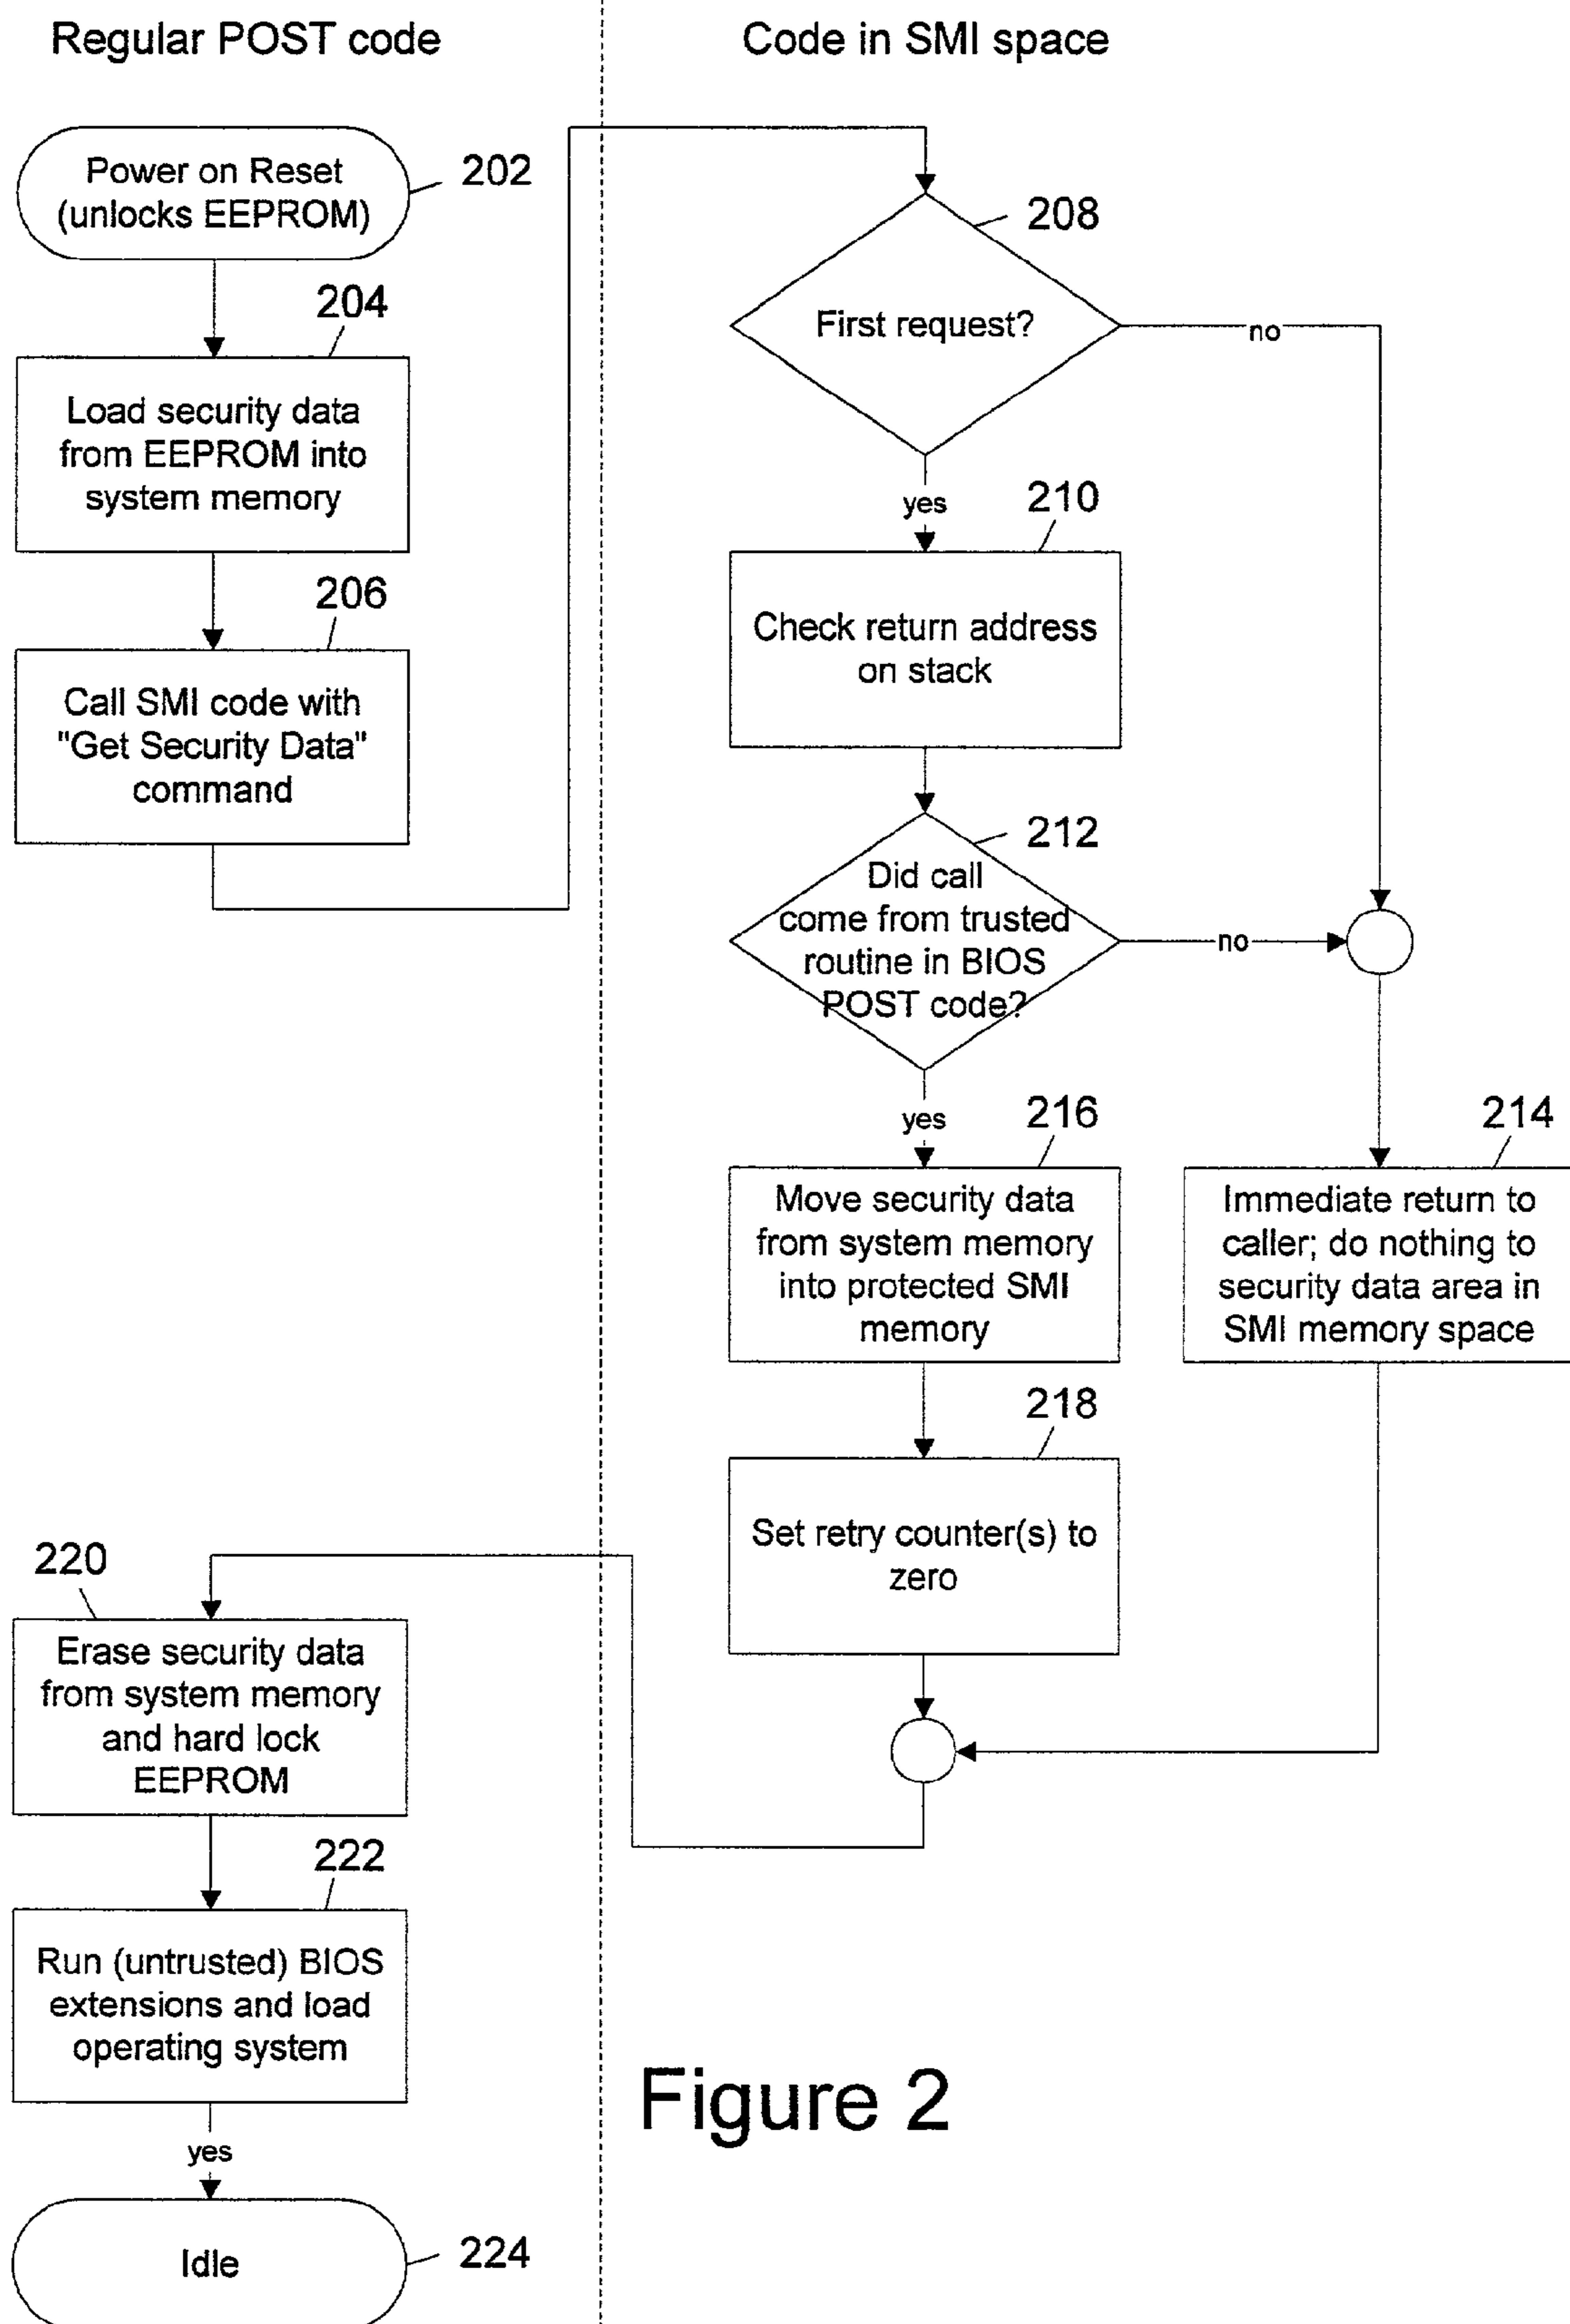 Regular POST code
Code in SMI space
Power on Reset
(unlocks EEPROM)
202
204
Load security data
from EEPROM into
system memory
206
Call SMI code with
"Get Security Data"
command
208
First request?
no
yes
210
Check return address
on stack
212
Did call
come from trusted
routine in BIOS
POST code?
no
yes
216
Move security data
from system memory
into protected SMI
memory
214
Immediate return to
caller; do nothing to
security data area in
SMI memory space
218
Set retry counter(s) to
zero
220
Erase security data
from system memory
and hard lock
EEPROM
222
Run (untrusted) BIOS
extensions and load
operating system
yes
Idle
224
Figure 2